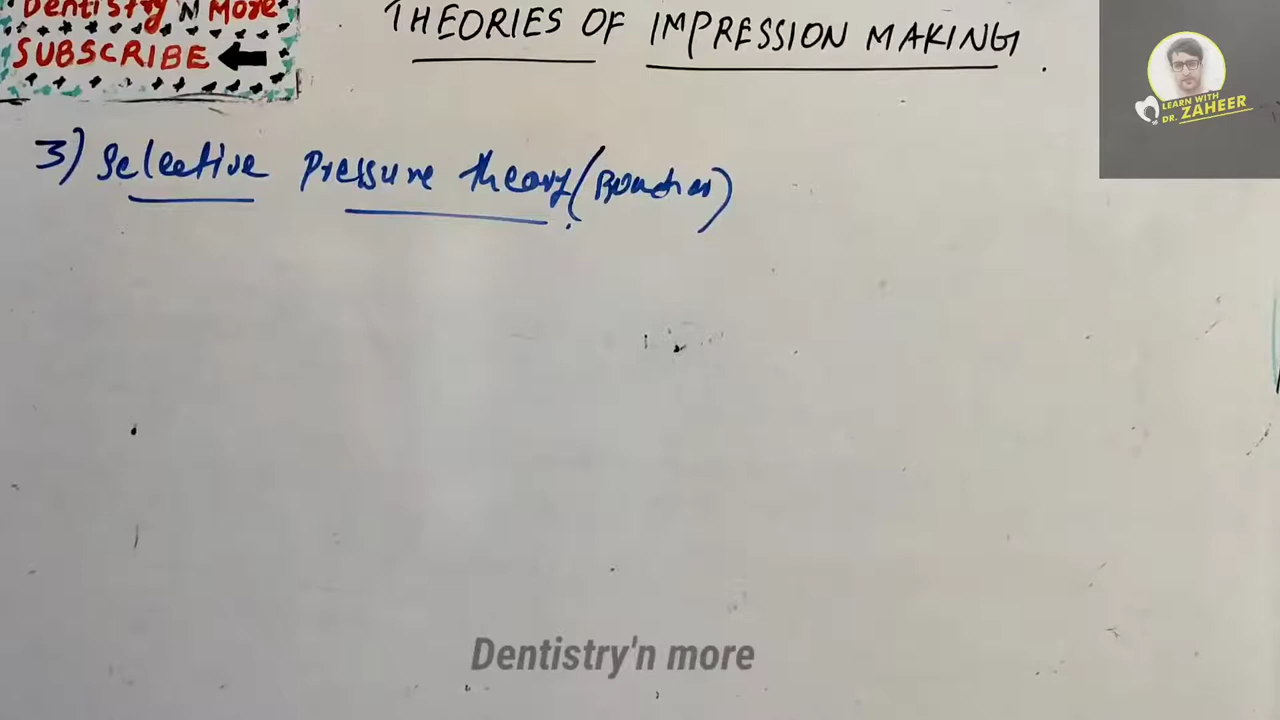 Dentistry N More
SUBSCRIBE
THEORIES OF IMPRESSION MAKING
LEARN WITH
DR. ZAHEER
3) Selective Pressure theory (Boucher)
Dentistry'n more